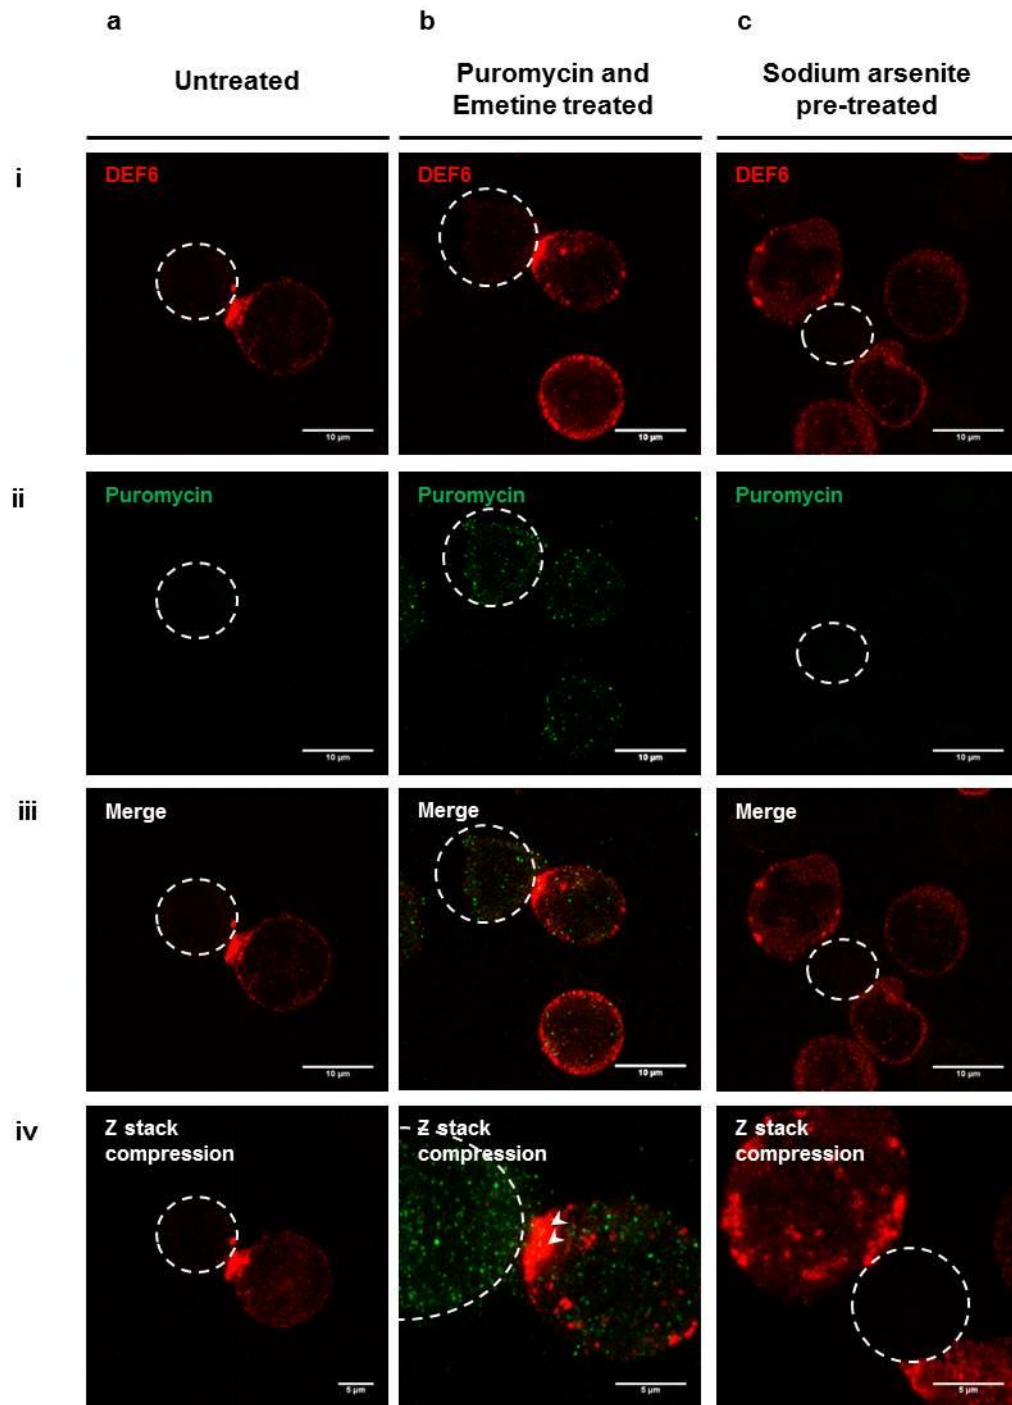 a
b
c
Untreated
Puromycin and
Emetine treated
Sodium arsenite
pre-treated
i
DEF6
DEF6
DEF6
10 µm
10 µm
10 µm
ii
Puromycin
Puromycin
Puromycin
10 µm
10 µm
10 µm
iii
Merge
Merge
Merge
10 µm
10 µm
10 µm
iv
Z stack
compression
Z stack
compression
Z stack
compression
5 µm
5 µm
5 µm